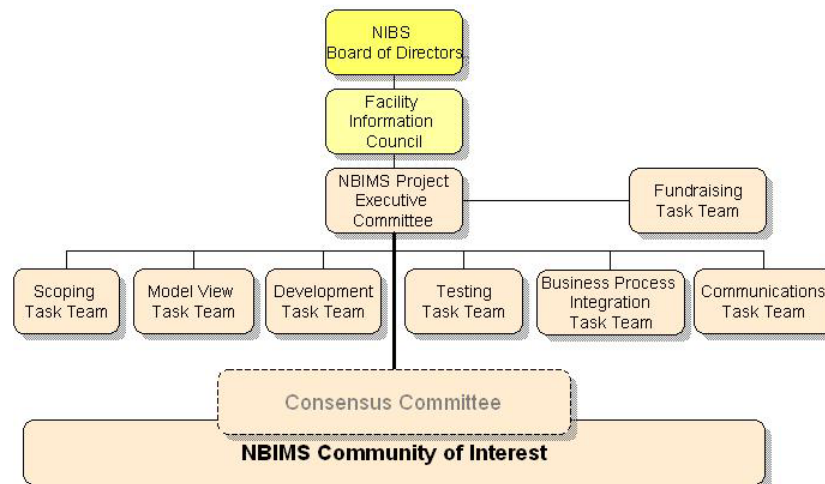 NIBS
Board of Directors
Facility
Information
Council
NBIMS Project
Executive
Committee
Fundraising
Task Team
Scoping
Task Team
Model View
Task Team
Development
Task Team
Testing
Task Team
Business Process
Integration
Task Team
Communications
Task Team
Consensus Committee
NBIMS Community of Interest